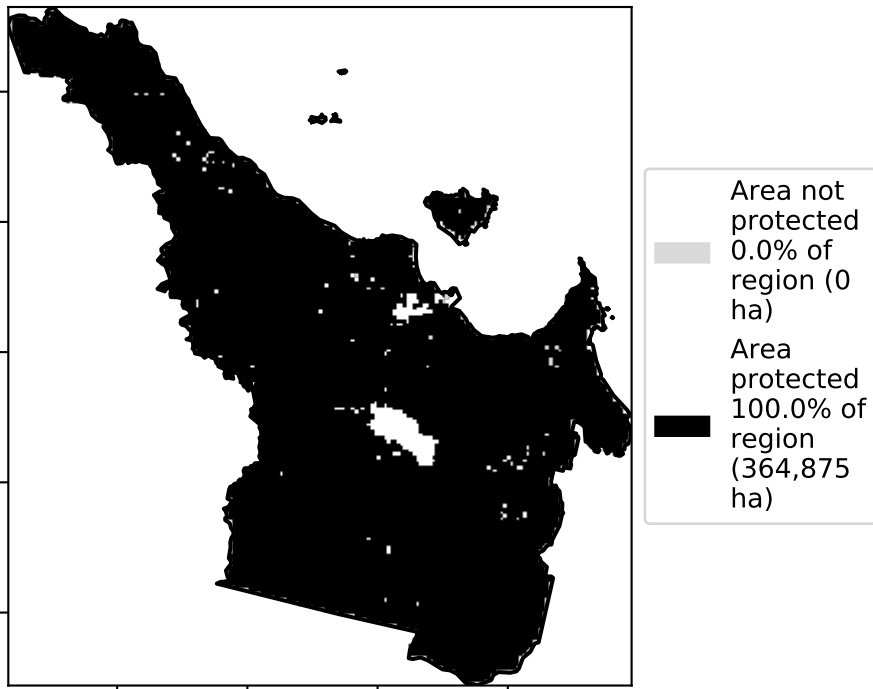 Area not
protected
0.0% of
region (0
ha)
Area
protected
100.0% of
region
(364,875
ha)